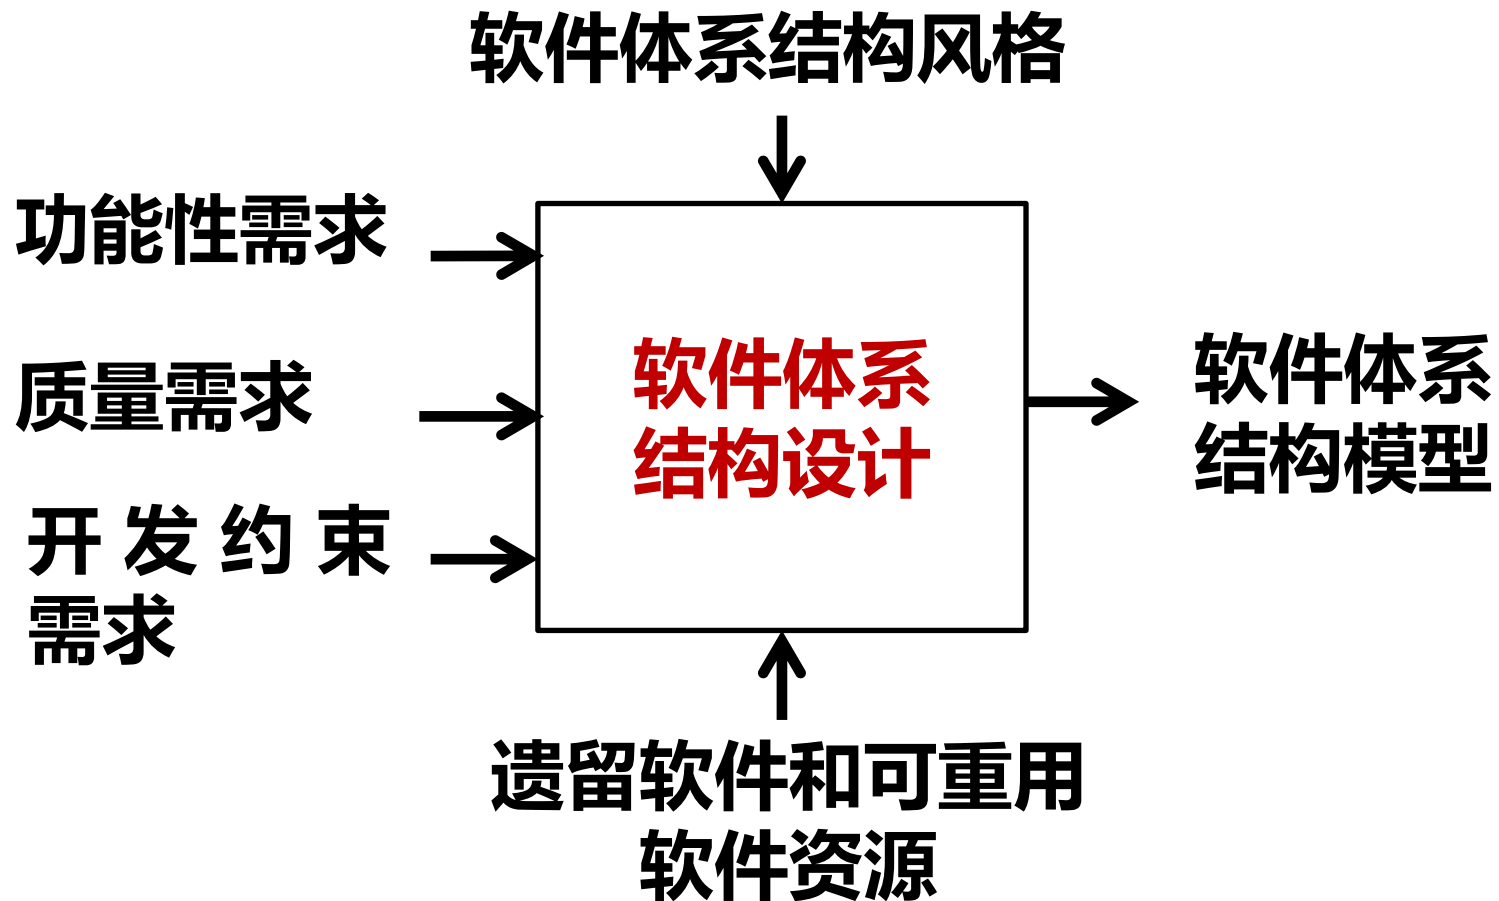 软件体系结构风格
功能性需求
质量需求
开发约束
需求
软件体系
结构设计
软件体系
结构模型
遗留软件和可重用
软件资源